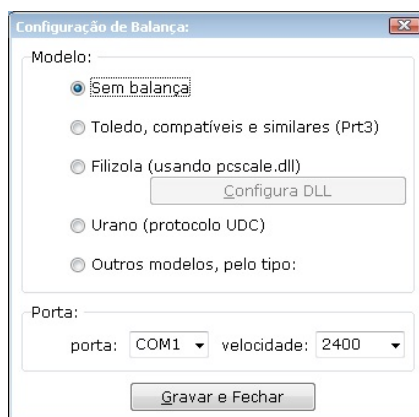 Configuração de Balança:
Modelo:
Sem balança
Toledo, compatíveis e similares (Prt3)
Filizola (usando pcscale.dll)
Configura DLL
Urano (protocolo UDC)
Outros modelos, pelo tipo:
Porta:
porta: COM1 velocidade: 2400
Gravar e Fechar